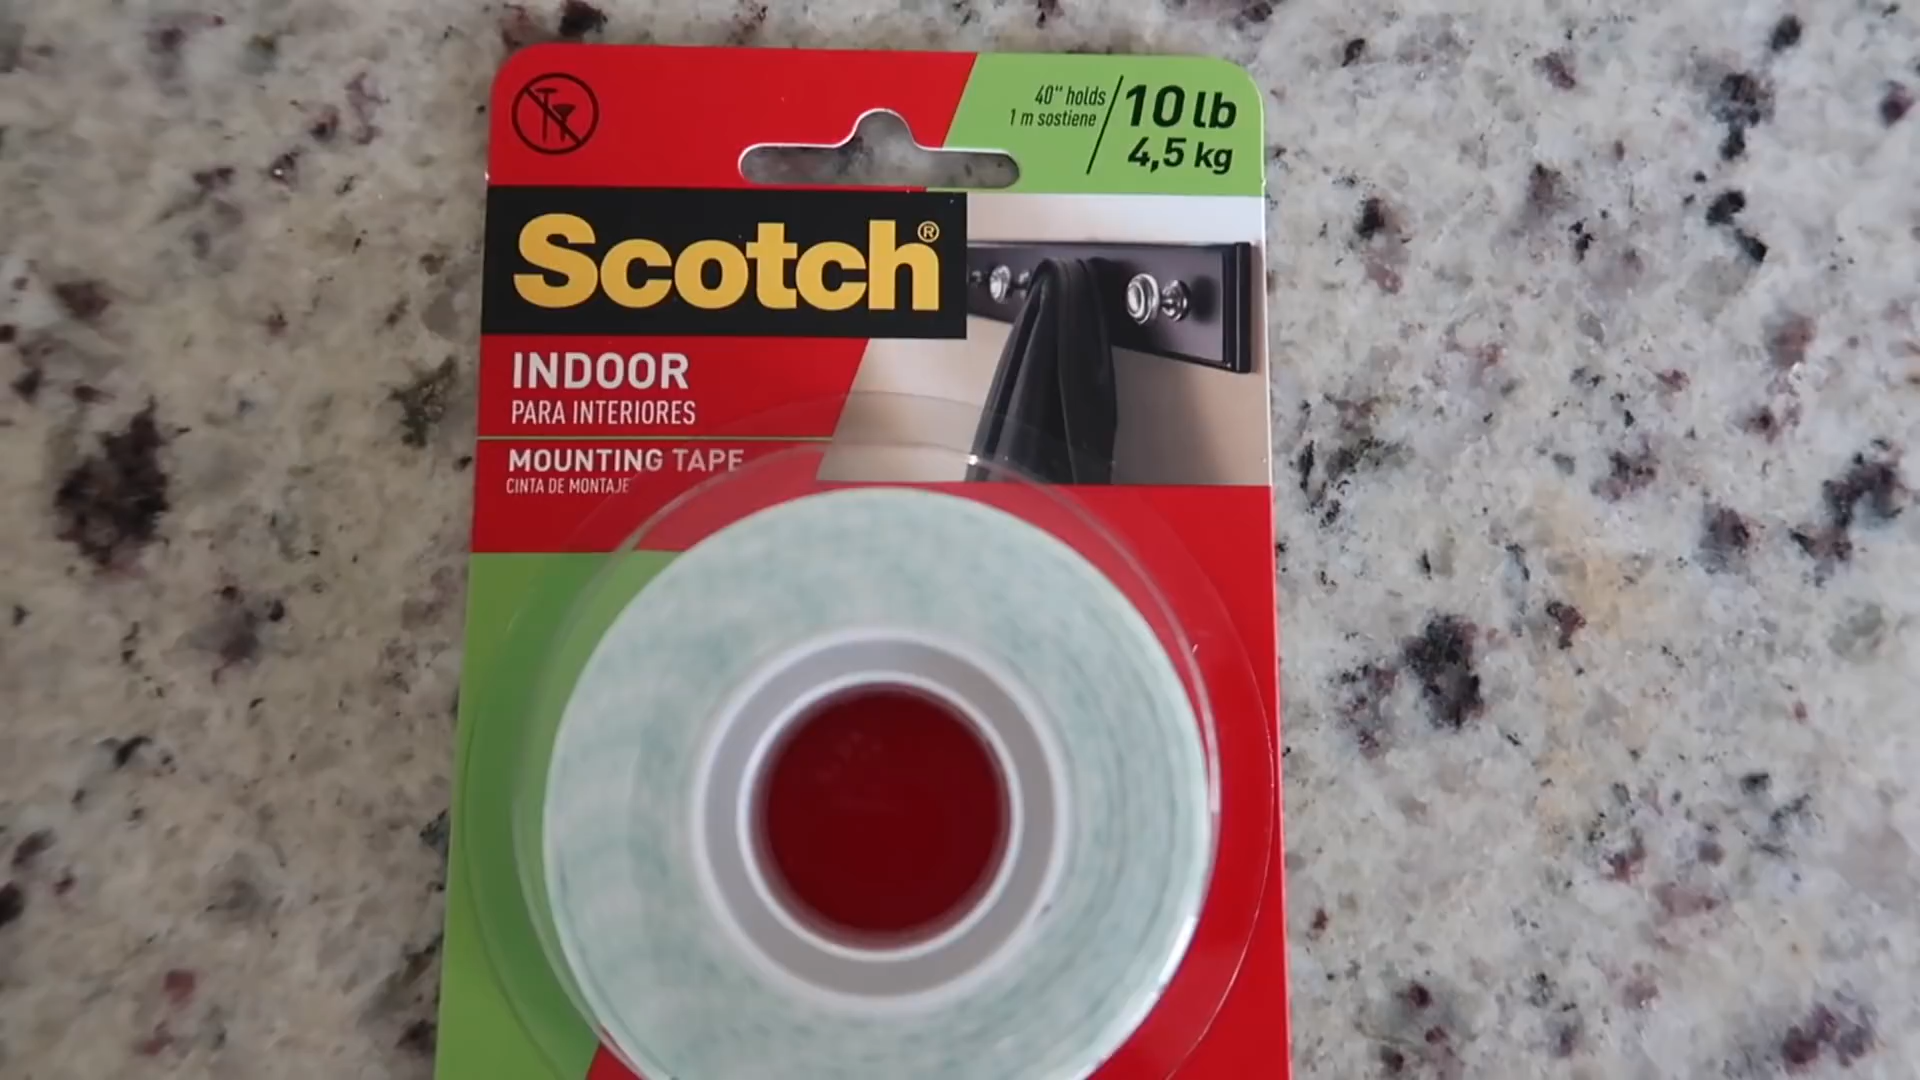 40" holds
1 m sostiene
10 lb
4,5 kg
Scotch®
INDOOR
PARA INTERIORES
MOUNTING TAPE
CINTA DE MONTAJE